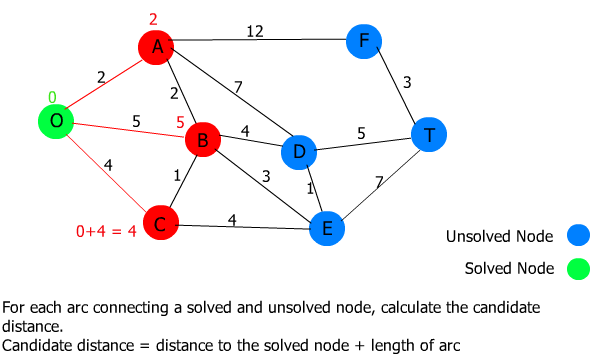 2
12
A
F
2
3
0
2
7
O
5
5
4
5
T
B
D
4
1
3
1
7
C
4
E
0+4 = 4
Unsolved Node
Solved Node
For each arc connecting a solved and unsolved node, calculate the candidate
distance.
Candidate distance = distance to the solved node + length of arc